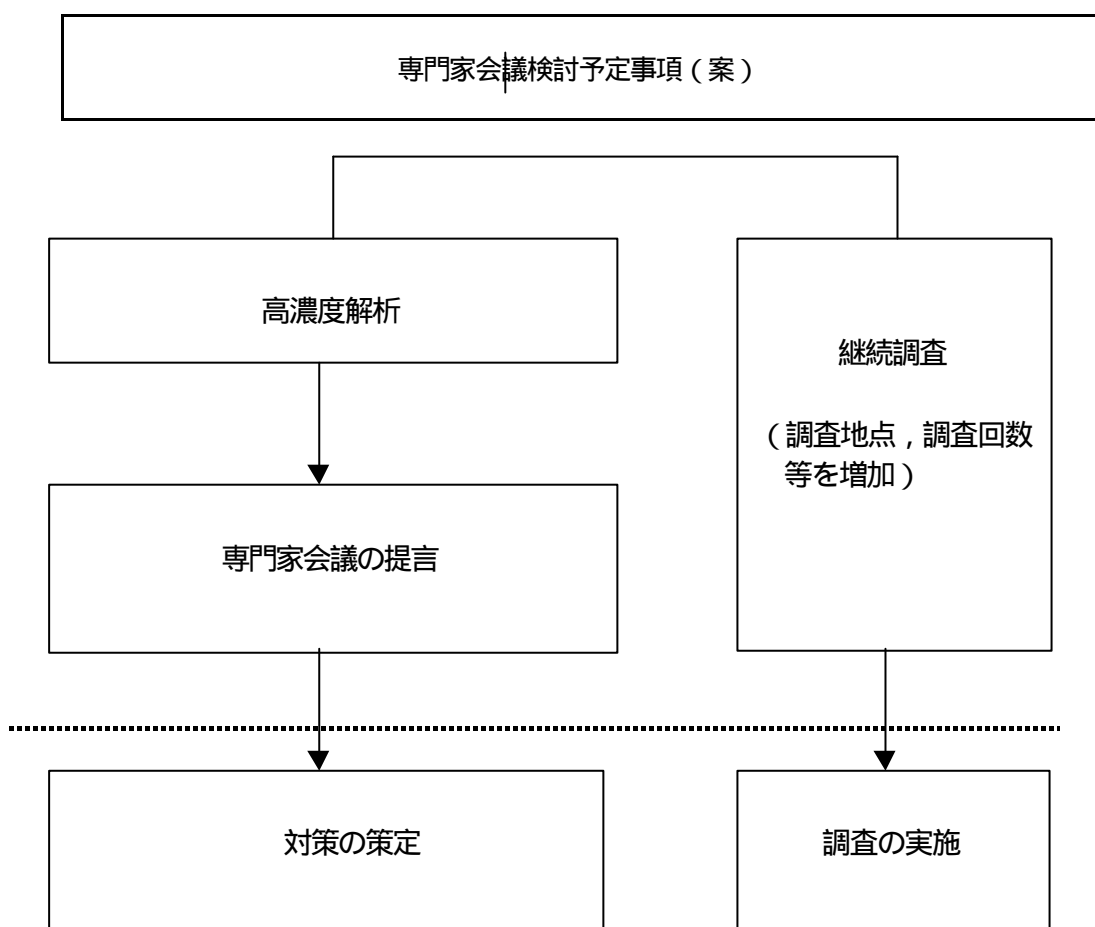 専門家会議検討予定事項（案）
高濃度解析
専門家会議の提言
継続調査
（調査地点，調査回数
等を増加）
対策の策定
調査の実施